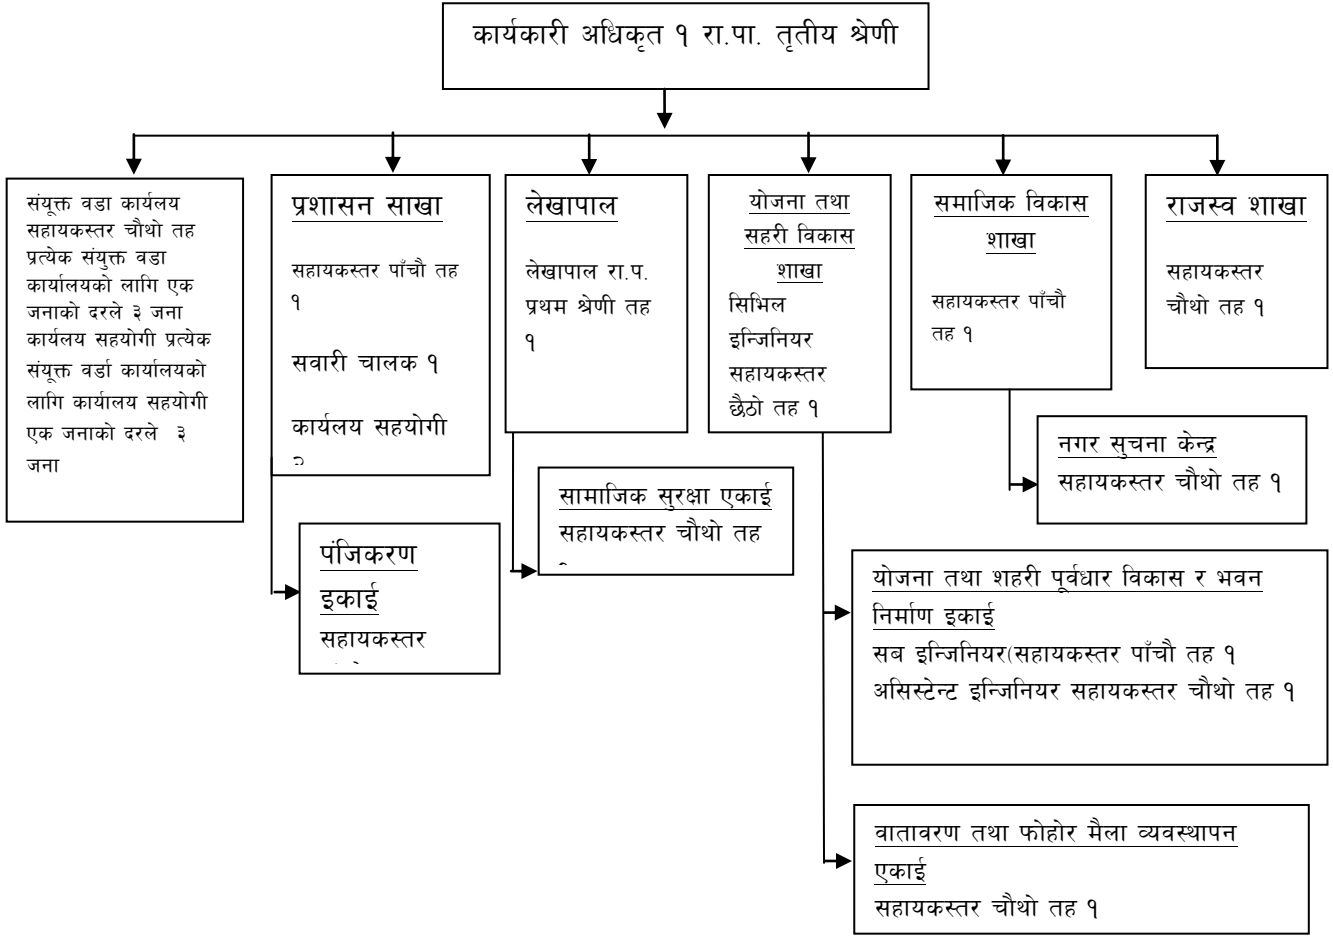 कार्यकारी अधिकृत १ रा.पा. तृतीय श्रेणी
संयूक्त वडा कार्यलय
सहायकस्तर चौथो तह
प्रत्येक संयुक्त वडा
कार्यालयको लागि एक
जनाको दरले ३ जना
कार्यलय सहयोगी प्रत्येक
संयूक्त वर्डा कार्यालयको
लागि कार्यालय सहयोगी
एक जनाको दरले ३
जना
प्रशासन साखा
सहायकस्तर पाँचौ तह
१
सवारी चालक १
कार्यलय सहयोगी
लेखापाल
लेखापाल रा.प.
प्रथम श्रेणी तह
१
योजना तथा
सहरी विकास
शाखा
सिभिल
इन्जिनियर
सहायकस्तर
छैठो तह १
समाजिक विकास
शाखा
सहायकस्तर पाँचौ
तह १
राजस्व शाखा
सहायकस्तर
चौथो तह १
नगर सुचना केन्द्र
सहायकस्तर चौथो तह १
सामाजिक सुरक्षा एकाई
सहायकस्तर चौथो तह
पंजिकरण
इकाई
सहायकस्तर
योजना तथा शहरी पूर्वधार विकास र भवन
निर्माण इकाई
सब इन्जिनियर(सहायकस्तर पाँचौ तह १
असिस्टेन्ट इन्जिनियर सहायकस्तर चौथो तह १
वातावरण तथा फोहोर मैला व्यवस्थापन
एकाई
सहायकस्तर चौथो तह १